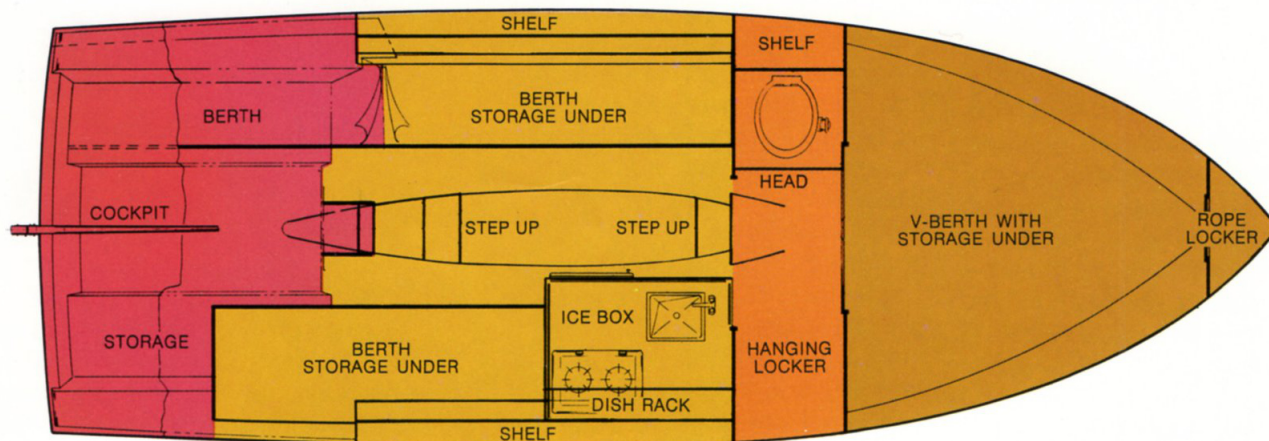 SHELF
SHELF
BERTH
STORAGE UNDER
BERTH
HEAD
COCKPIT
STEP UP
STEP UP
V-BERTH WITH
STORAGE UNDER
ROPE
LOCKER
ICE BOX
STORAGE
BERTH
STORAGE UNDER
HANGING
LOCKER
DISH RACK
SHELF